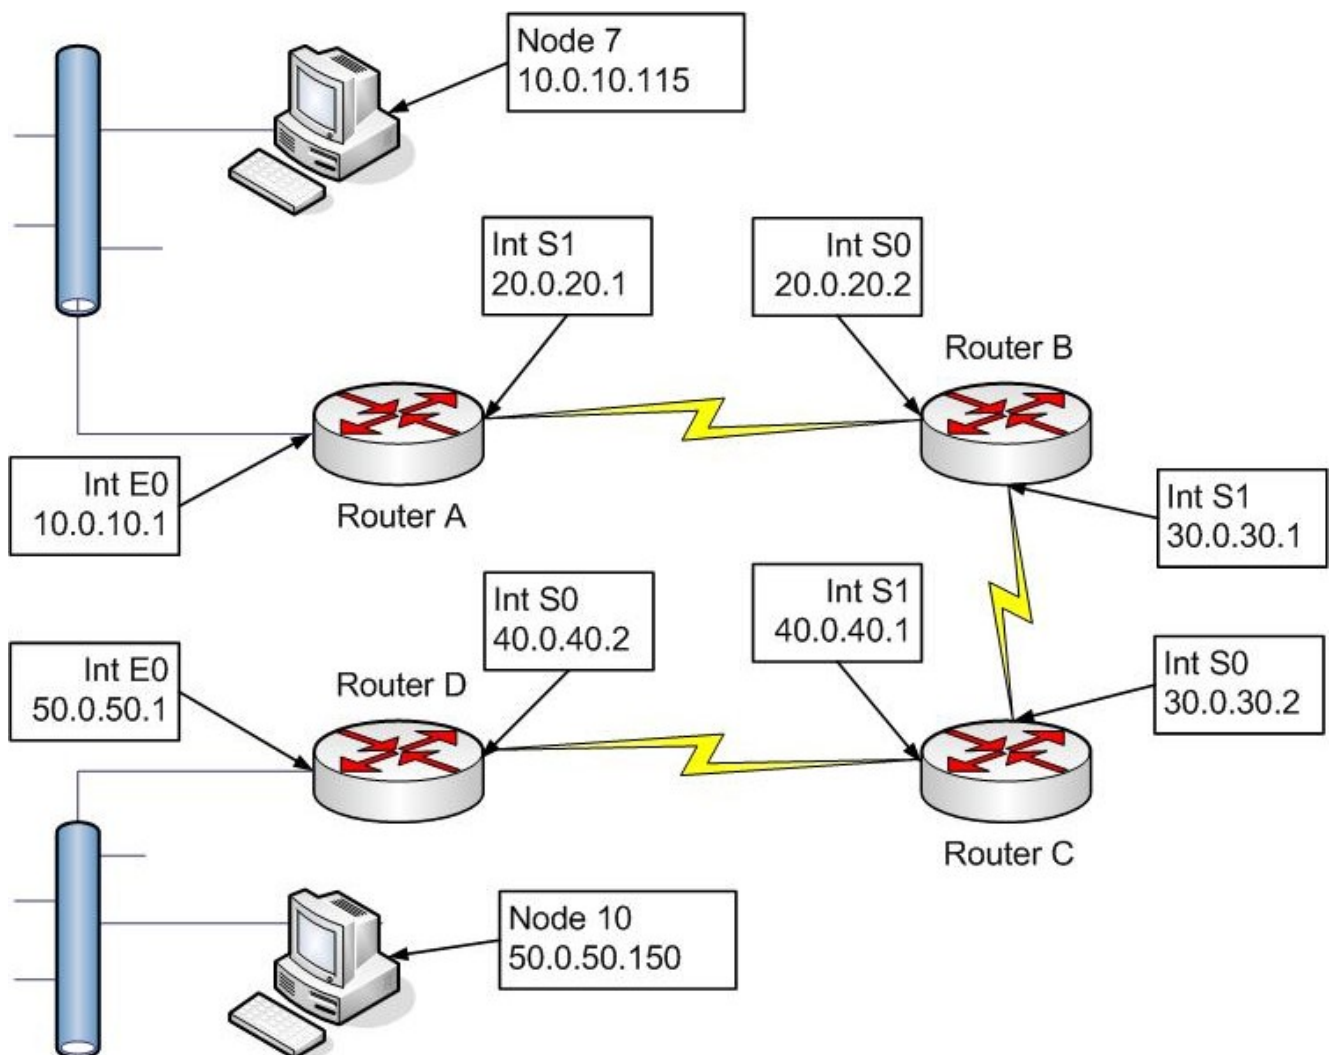 Node 7
10.0.10.115
Int S1
20.0.20.1
Int S0
20.0.20.2
Router B
Int E0
10.0.10.1
Router A
Int S1
30.0.30.1
Int S0
40.0.40.2
Int S1
40.0.40.1
Int E0
50.0.50.1
Router D
Int S0
30.0.30.2
Router C
Node 10
50.0.50.150